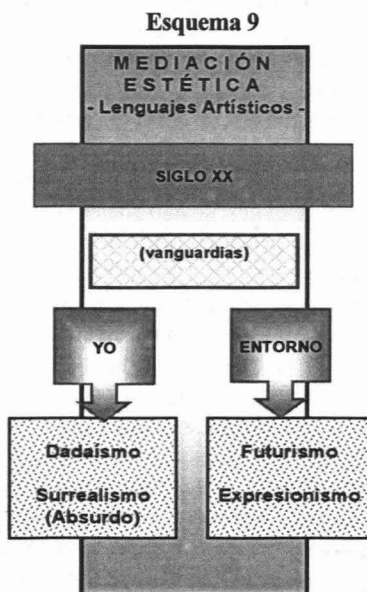 Esquema 9
MEDIACIÓN
ESTÉTICA
- Lenguajes Artísticos -
SIGLO XX
(vanguardias)
YO
ENTORNO
Dadaísmo
Surrealismo
(Absurdo)
Futurismo
Expresionismo